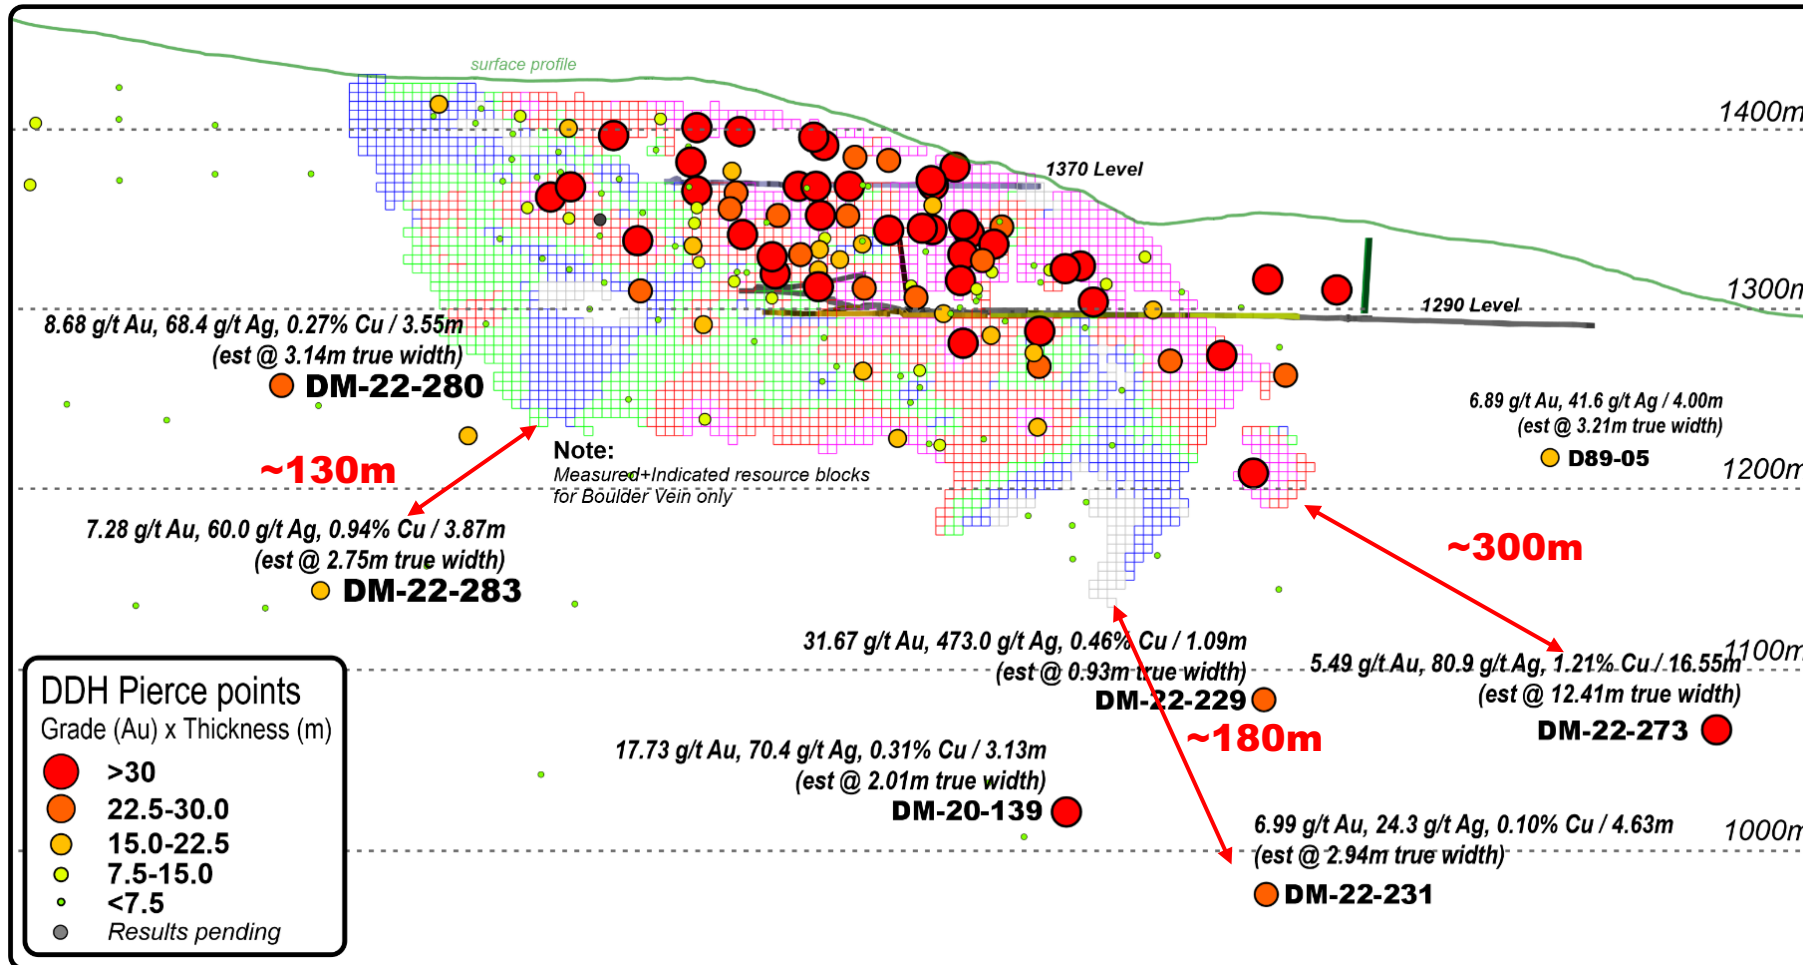 surface profile
1400m
1370 Level
1300m
1290 Level
8.68 g/t Au, 68.4 g/t Ag, 0.27% Cu / 3.55m
(est @ 3.14m true width)
DM-22-280
6.89 g/t Au, 41.6 g/t Ag / 4.00m
(est @ 3.21m true width)
D89-05
~130m
Note:
Measured+Indicated resource blocks
for Boulder Vein only
1200m
7.28 g/t Au, 60.0 g/t Ag, 0.94% Cu / 3.87m
(est @ 2.75m true width)
DM-22-283
~300m
31.67 g/t Au, 473.0 g/t Ag, 0.46% Cu / 1.09m
(est @ 0.93m true width)
DM-22-229
1100m
5.49 g/t Au, 80.9 g/t Ag, 1.21% Cu / 16.55m
(est @ 12.41m true width)
DM-22-273
~180m
17.73 g/t Au, 70.4 g/t Ag, 0.31% Cu / 3.13m
(est @ 2.01m true width)
DM-20-139
1000m
6.99 g/t Au, 24.3 g/t Ag, 0.10% Cu / 4.63m
(est @ 2.94m true width)
DM-22-231
DDH Pierce points
Grade (Au) x Thickness (m)
>30
22.5-30.0
15.0-22.5
7.5-15.0
<7.5
Results pending